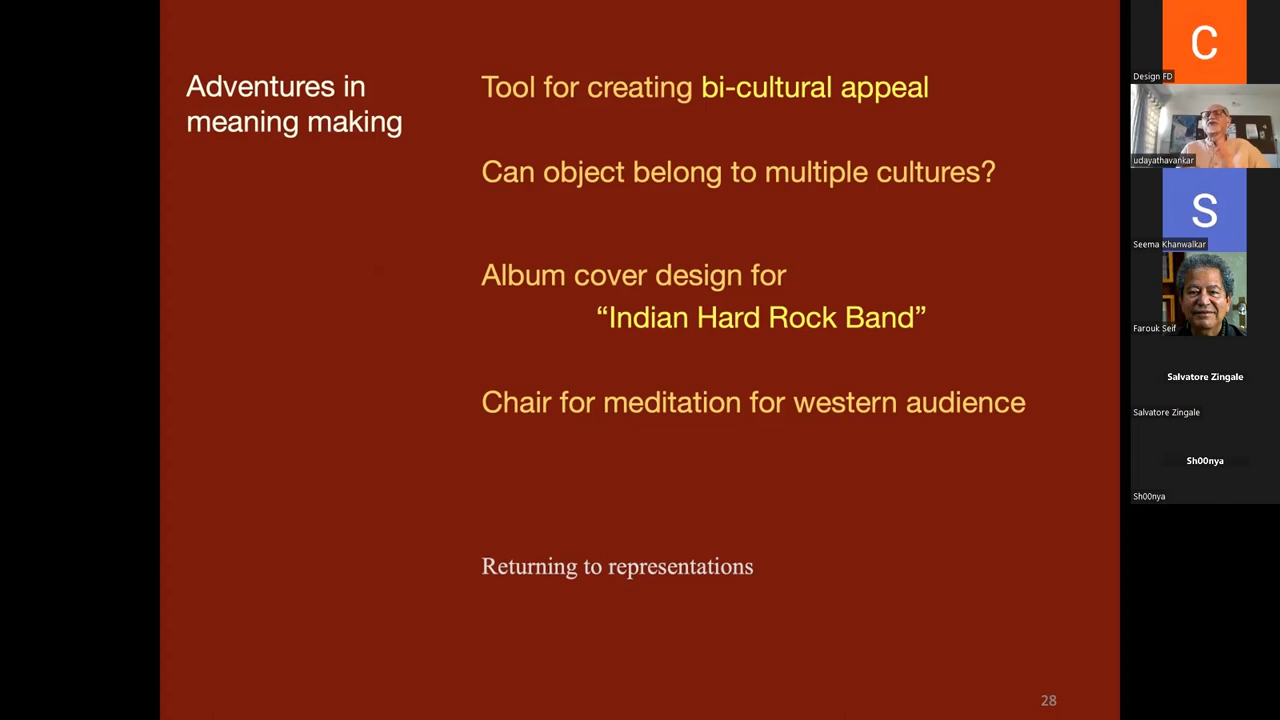 Adventures in
meaning making
Tool for creating bi-cultural appeal
Can object belong to multiple cultures?
Album cover design for
“Indian Hard Rock Band”
Chair for meditation for western audience
Returning to representations
28
C
Design FD
udayathavankar
S
Seema Khanwalkar
Farouk Seif
Salvatore Zingale
Salvatore Zingale
Sh00nya
Sh00nya